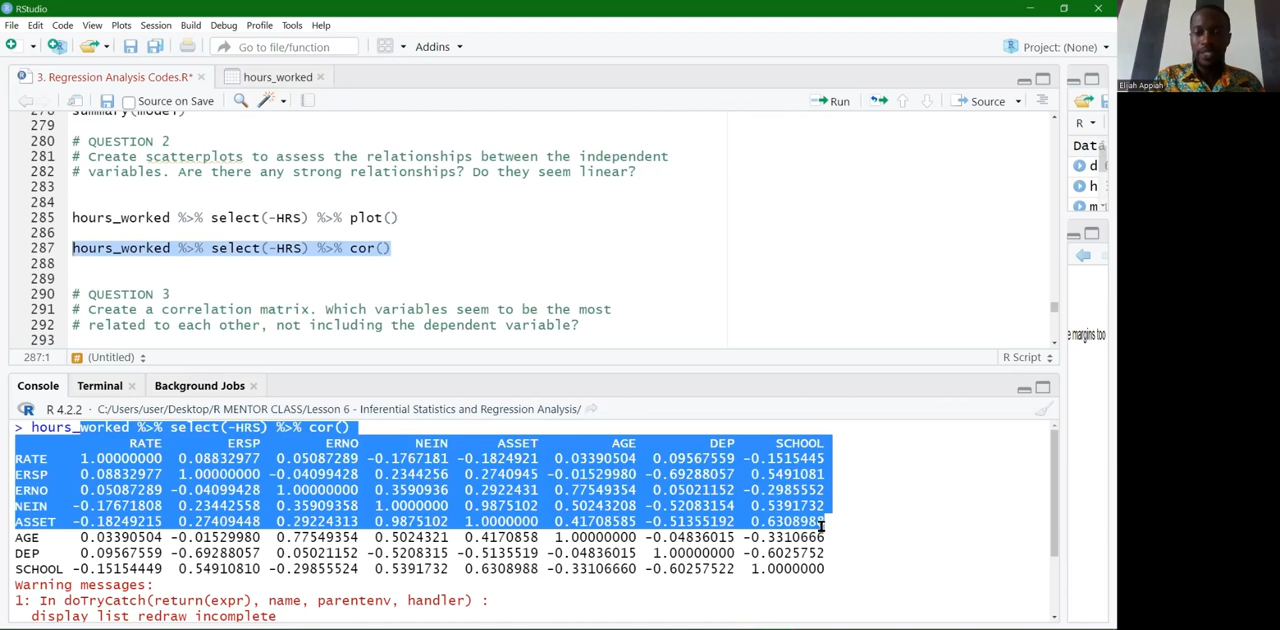 RStudio
File Edit Code View Plots Session Build Debug Profile Tools Help
Go to file/function Addins Project: (None)
3. Regression Analysis Codes.R* hours_worked
Source on Save Run Source
278 summary(model)
279
280 # QUESTION 2
281 # Create scatterplots to assess the relationships between the independent
282 # variables. Are there any strong relationships? Do they seem linear?
283
284
285 hours_worked %>% select(-HRS) %>% plot()
286
287 hours_worked %>% select(-HRS) %>% cor()
288
289
290 # QUESTION 3
291 # Create a correlation matrix. Which variables seem to be the most
292 # related to each other, not including the dependent variable?
293
287:1 (Untitled) R Script
Console Terminal Background Jobs
R 4.2.2 · C:/Users/user/Desktop/R MENTOR CLASS/Lesson 6 - Inferential Statistics and Regression Analysis/
> hours_worked %>% select(-HRS) %>% cor()
RATE ERSP ERNO NEIN ASSET AGE DEP SCHOOL
RATE 1.00000000 0.08832977 0.05087289 -0.1767181 -0.1824921 0.03390504 0.09567559 -0.1515445
ERSP 0.08832977 1.00000000 -0.04099428 0.2344256 0.2740945 -0.01529980 -0.69288057 0.5491081
ERNO 0.05087289 -0.04099428 1.00000000 0.3590936 0.2922431 0.77549354 0.05021152 -0.2985552
NEIN -0.17671808 0.23442558 0.35909358 1.0000000 0.9875102 0.50243208 -0.52083154 0.5391732
ASSET -0.18249215 0.27409448 0.29224313 0.9875102 1.0000000 0.41708585 -0.51355192 0.6308988
AGE 0.03390504 -0.01529980 0.77549354 0.5024321 0.4170858 1.00000000 -0.04836015 -0.3310666
DEP 0.09567559 -0.69288057 0.05021152 -0.5208315 -0.5135519 -0.04836015 1.00000000 -0.6025752
SCHOOL -0.15154449 0.54910810 -0.29855524 0.5391732 0.6308988 -0.33106660 -0.60257522 1.0000000
Warning messages:
1: In doTryCatch(return(expr), name, parentenv, handler) :
display list redraw incomplete
R
Data
d
h
m
e margins too
Elijah Appiah